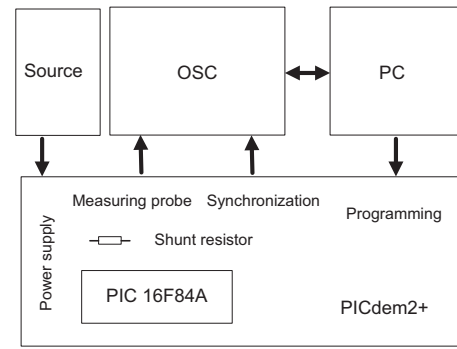 Source
OSC
PC
Measuring probe
Synchronization
Programming
Power supply
Shunt resistor
PIC 16F84A
PICdem2+